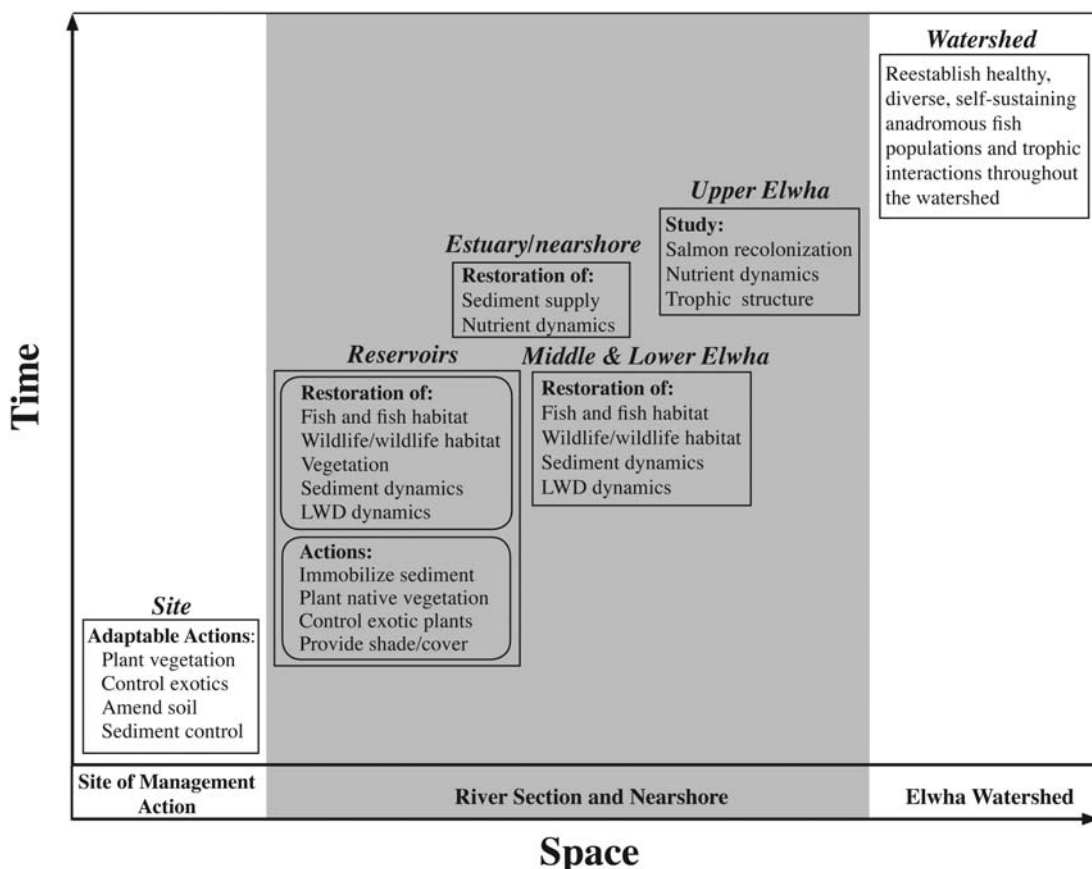 Time
Watershed
Reestablish healthy,
diverse, self-sustaining
anadromous fish
populations and trophic
interactions throughout
the watershed
Upper Elwha
Study:
Salmon recolonization
Nutrient dynamics
Trophic structure
Estuary/nearshore
Restoration of:
Sediment supply
Nutrient dynamics
Reservoirs
Restoration of:
Fish and fish habitat
Wildlife/wildlife habitat
Vegetation
Sediment dynamics
LWD dynamics
Actions:
Immobilize sediment
Plant native vegetation
Control exotic plants
Provide shade/cover
Middle & Lower Elwha
Restoration of:
Fish and fish habitat
Wildlife/wildlife habitat
Sediment dynamics
LWD dynamics
Site
Adaptable Actions:
Plant vegetation
Control exotics
Amend soil
Sediment control
Site of Management
Action
River Section and Nearshore
Elwha Watershed
Space